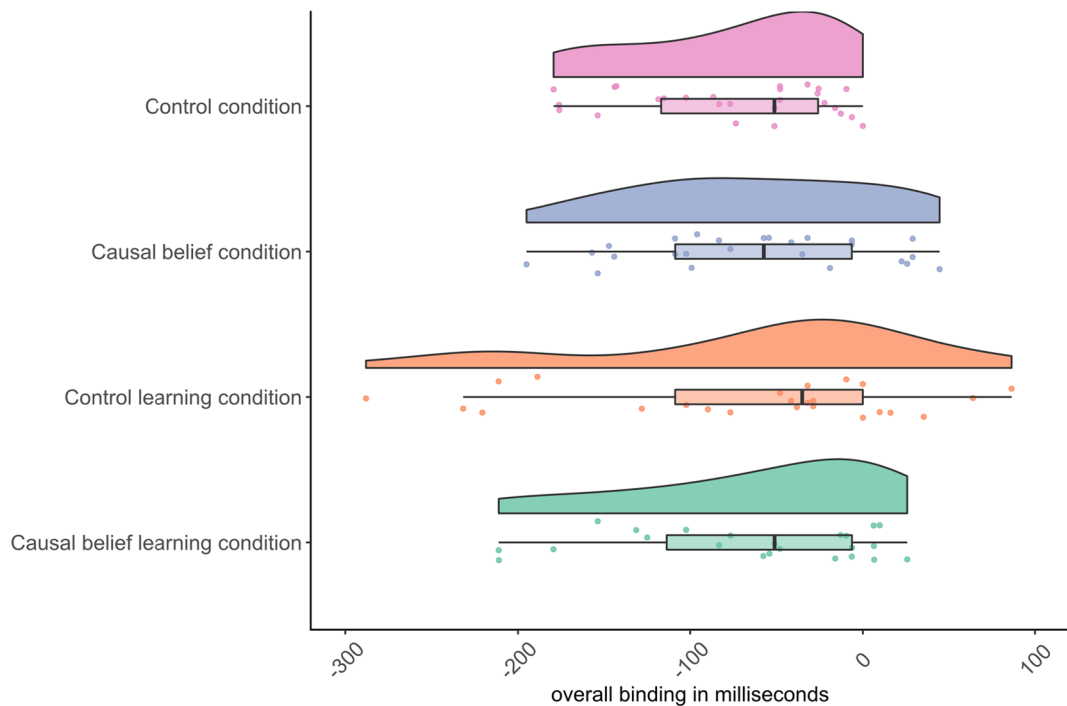 Control condition
Causal belief condition
Control learning condition
Causal belief learning condition
-300
-200
-100
0
100
overall binding in milliseconds